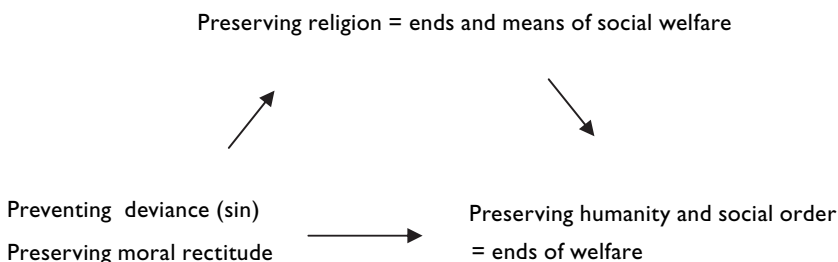 Preserving religion = ends and means of social welfare
Preventing deviance (sin)
Preserving moral rectitude
Preserving humanity and social order
= ends of welfare